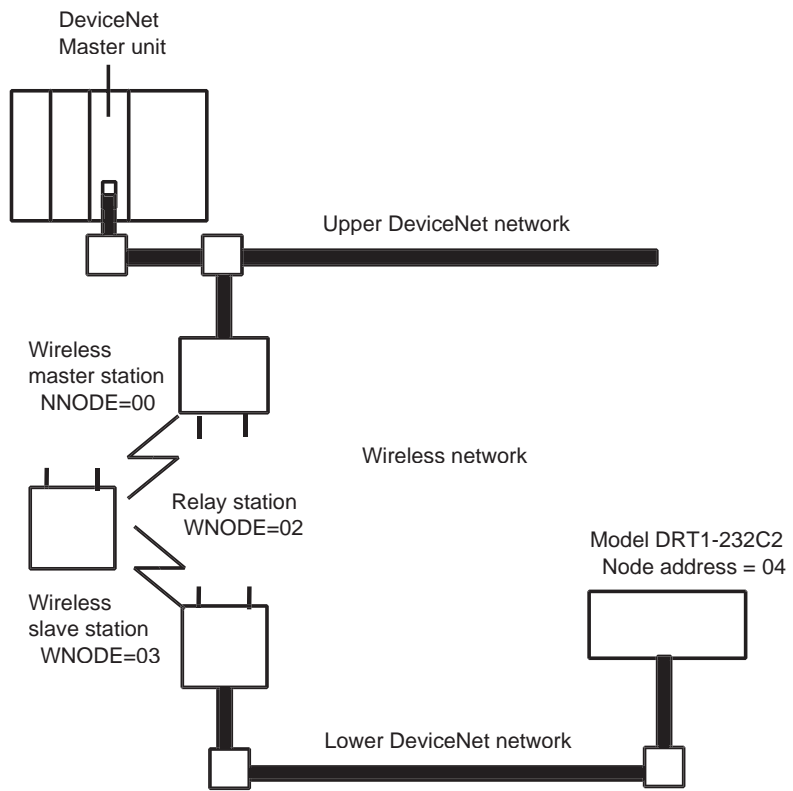 DeviceNet
Master unit
Upper DeviceNet network
Wireless
master station
NNODE=00
Wireless network
Relay station
WNODE=02
Model DRT1-232C2
Node address = 04
Wireless
slave station
WNODE=03
Lower DeviceNet network